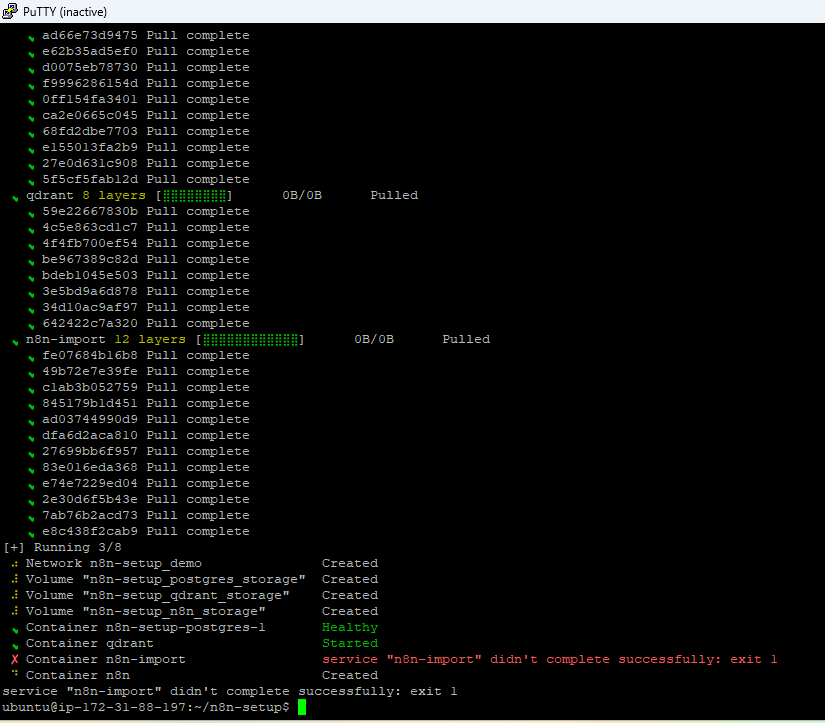 PuTTY (inactive)
ad66e73d9475 Pull complete
e62b35ad5ef0 Pull complete
d0075eb78730 Pull complete
f9996286154d Pull complete
0ff154fa3401 Pull complete
ca2e0665c045 Pull complete
68fd2dbe7703 Pull complete
e155013fa2b9 Pull complete
27e0d631c908 Pull complete
5f5cf5fab12d Pull complete
qdrant 8 layers [⣿⣿⣿⣿⣿⣿⣿⣿] 0B/0B Pulled
59e22667830b Pull complete
4c5e863cd1c7 Pull complete
4f4fb700ef54 Pull complete
be967389c82d Pull complete
bdeb1045e503 Pull complete
3e5bd9a6d878 Pull complete
34d10ac9af97 Pull complete
642422c7a320 Pull complete
n8n-import 12 layers [⣿⣿⣿⣿⣿⣿⣿⣿⣿⣿⣿⣿] 0B/0B Pulled
fe07684b16b8 Pull complete
49b72e7e39fe Pull complete
c1ab3b052759 Pull complete
845179b1d451 Pull complete
ad03744990d9 Pull complete
dfa6d2aca810 Pull complete
27699bb6f957 Pull complete
83e016eda368 Pull complete
e74e7229ed04 Pull complete
2e30d6f5b43e Pull complete
7ab76b2acd73 Pull complete
e8c438f2cab9 Pull complete
[+] Running 3/8
Network n8n-setup_demo Created
Volume "n8n-setup_postgres_storage" Created
Volume "n8n-setup_qdrant_storage" Created
Volume "n8n-setup_n8n_storage" Created
Container n8n-setup-postgres-1 Healthy
Container qdrant Started
✗ Container n8n-import service "n8n-import" didn't complete successfully: exit 1
Container n8n Created
service "n8n-import" didn't complete successfully: exit 1
ubuntu@ip-172-31-88-197:~/n8n-setup$